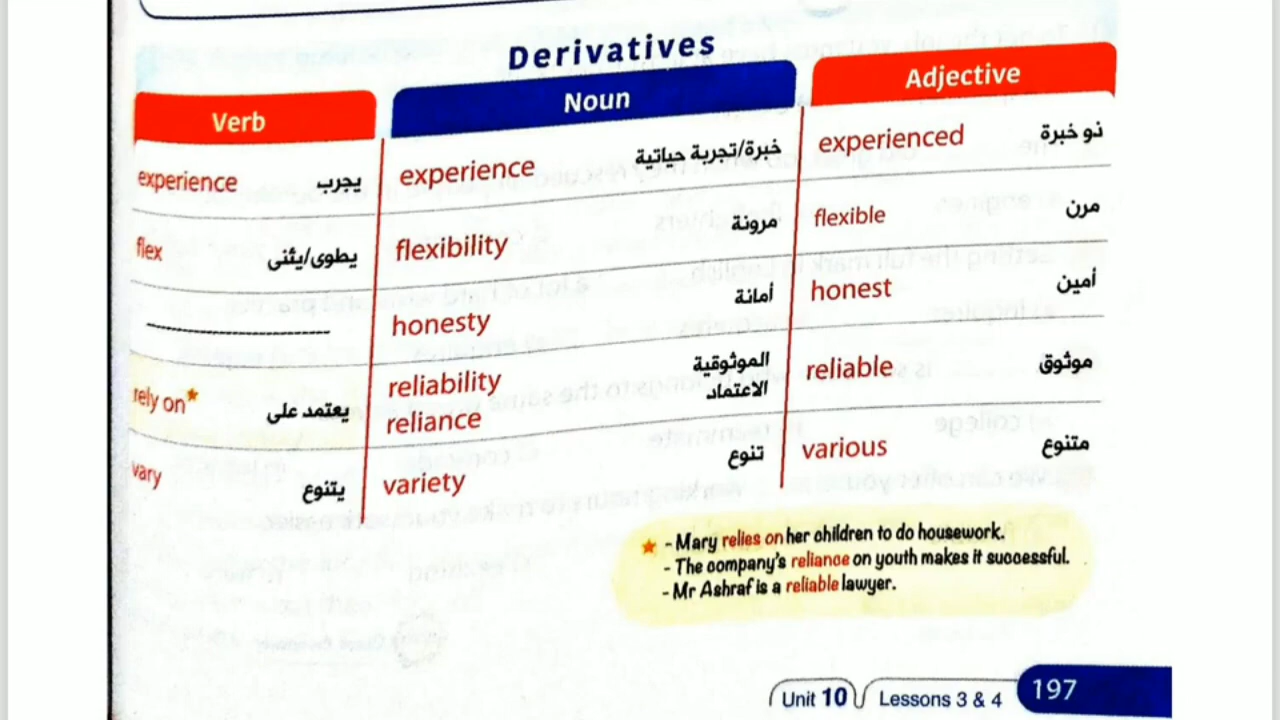 Derivatives
Verb Noun Adjective
experience يجرب experience خبرة/تجربة حياتية experienced ذو خبرة
flex يطوى/يثنى flexibility مرونة flexible مرن
honesty أمانة honest أمين
rely on* يعتمد على reliability الموثوقية reliable موثوق
reliance الاعتماد
vary يتنوع variety تنوع various متنوع
★ - Mary relies on her children to do housework.
- The company's reliance on youth makes it successful.
- Mr Ashraf is a reliable lawyer.
Unit 10 Lessons 3 & 4 197